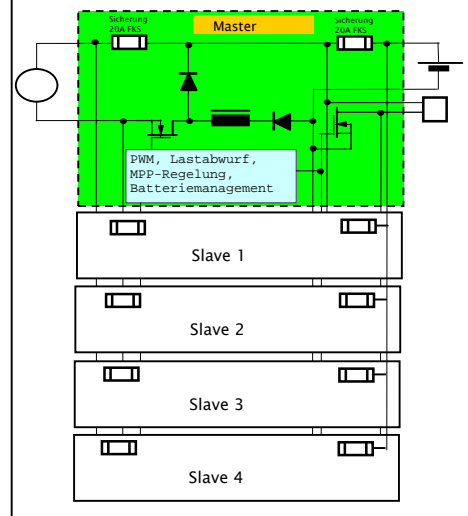 Sicherung
20A FKS
Master
Sicherung
20A FKS
PWM, Lastabwurf,
MPP-Regelung,
Batteriemanagement
Slave 1
Slave 2
Slave 3
Slave 4